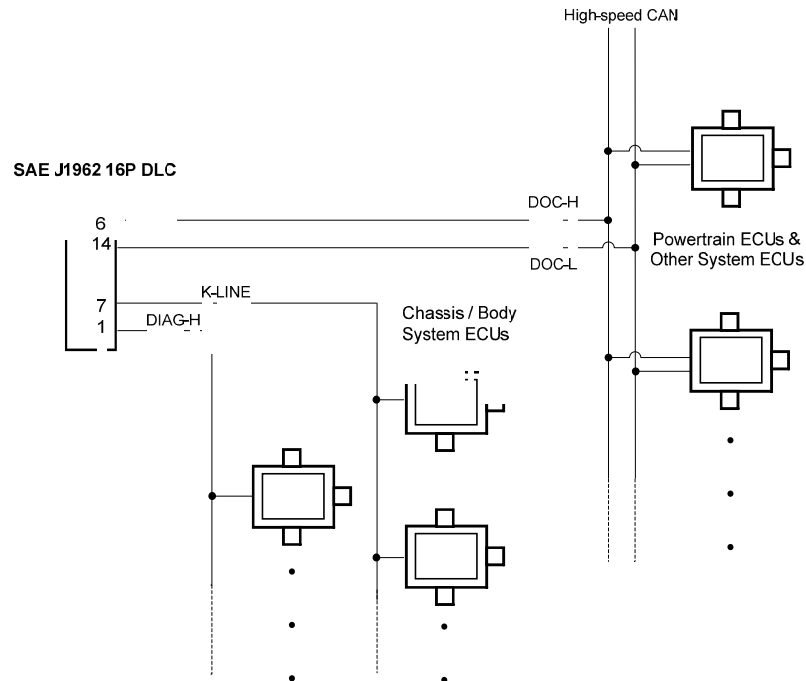 High-speed CAN
SAE J1962 16P DLC
6
14
7
1
DOC-H
DOC-L
K-LINE
DIAG-H
Powertrain ECUs &
Other System ECUs
Chassis / Body
System ECUs